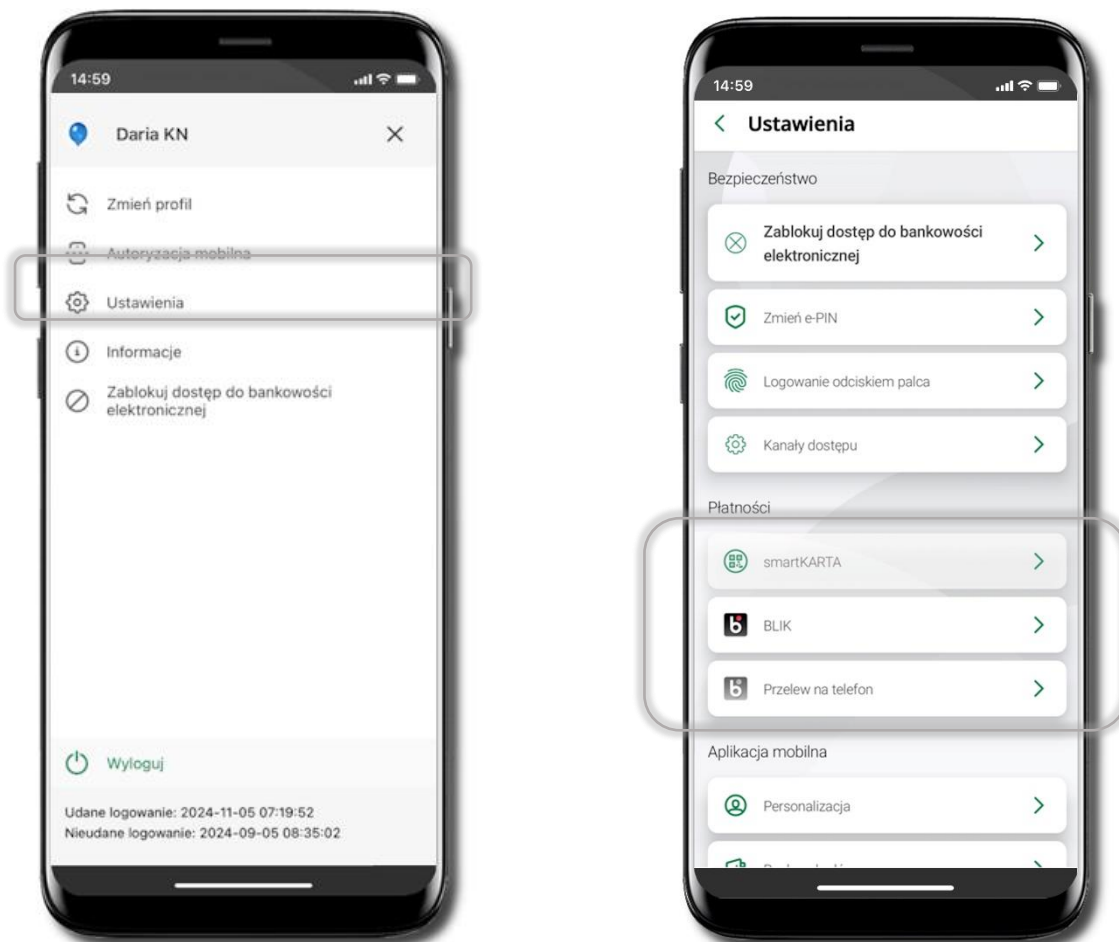 14:59
Daria KN
Zmień profil
Autoryzacja mobilna
Ustawienia
Informacje
Zablokuj dostęp do bankowości
elektronicznej
Wyloguj
Udane logowanie: 2024-11-05 07:19:52
Nieudane logowanie: 2024-09-05 08:35:02
14:59
Ustawienia
Bezpieczeństwo
Zablokuj dostęp do bankowości
elektronicznej
Zmień e-PIN
Logowanie odciskiem palca
Kanały dostępu
Płatności
smartKARTA
BLIK
Przelew na telefon
Aplikacja mobilna
Personalizacja